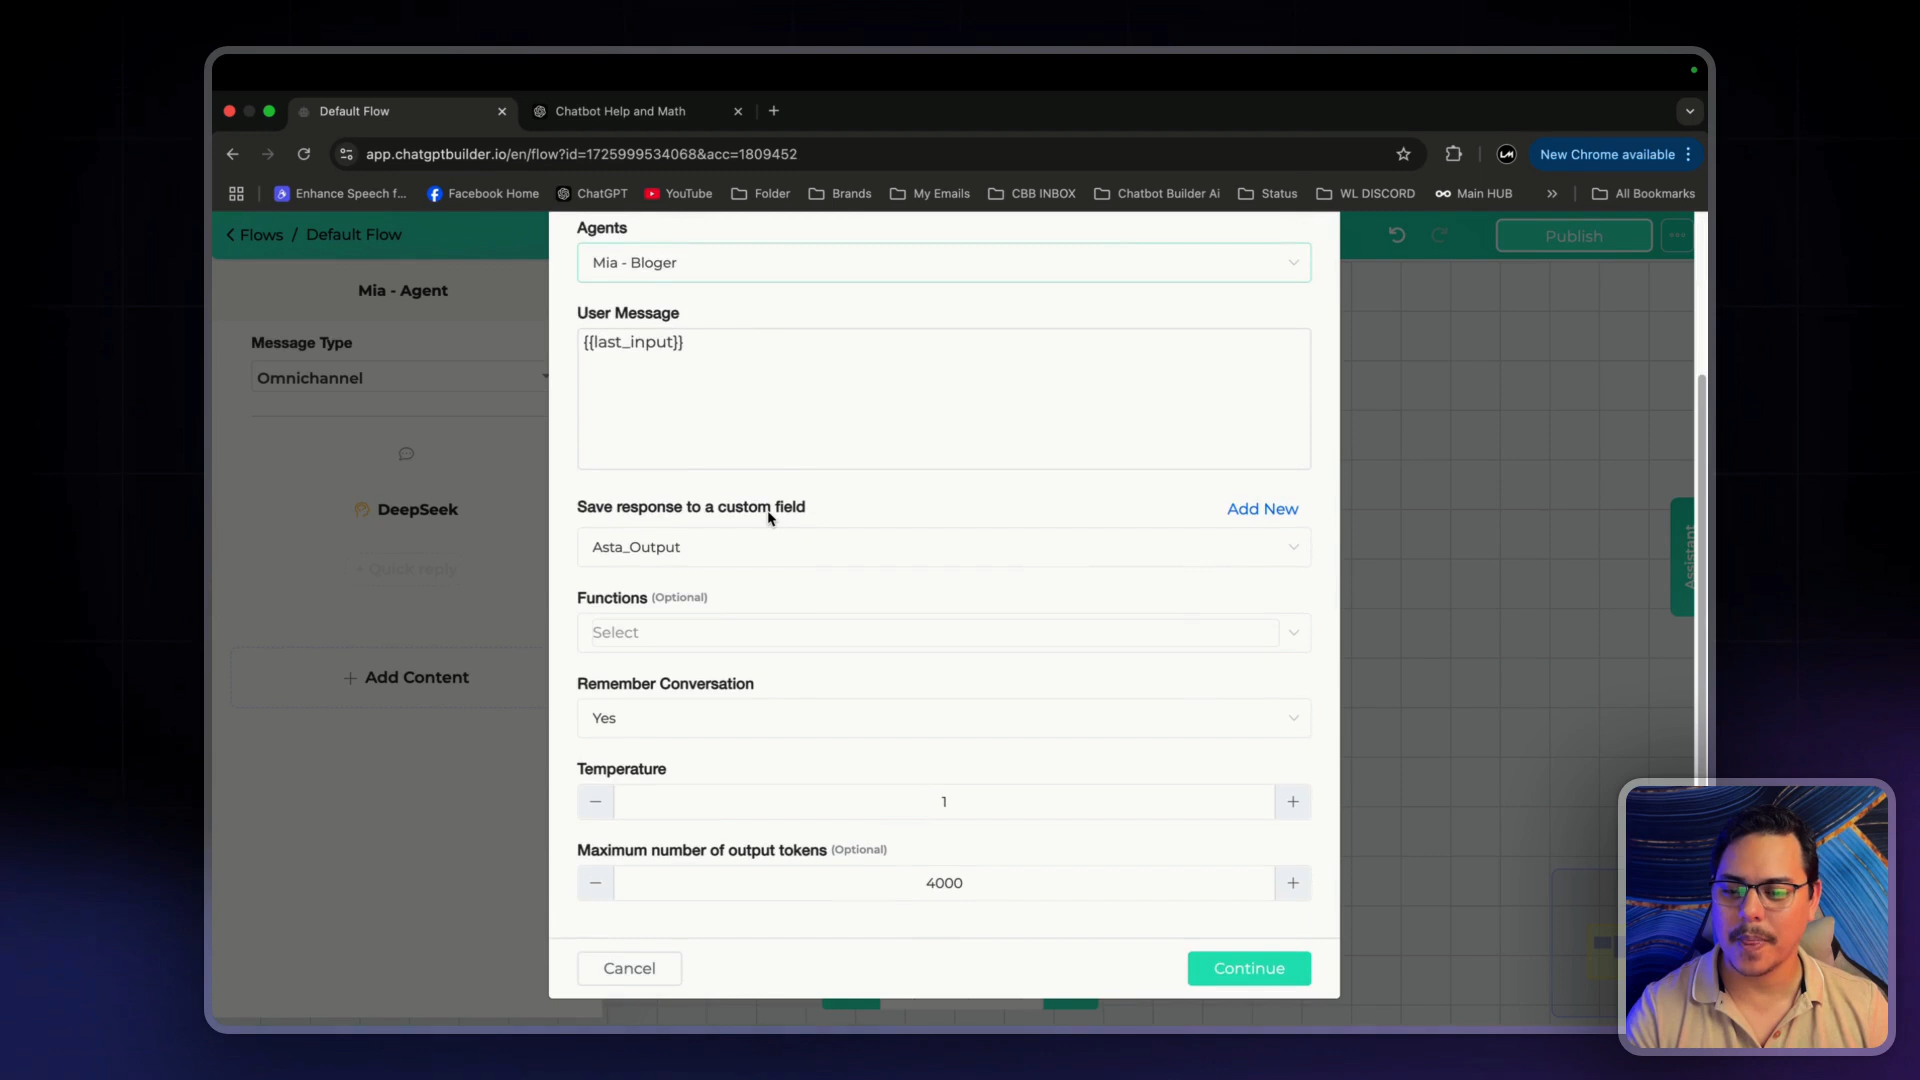 Default Flow
Chatbot Help and Math
app.chatgptbuilder.io/en/flow?id=1725999534068&acc=1809452
New Chrome available
Enhance Speech f...
Facebook Home
ChatGPT
YouTube
Folder
Brands
My Emails
CBB INBOX
Chatbot Builder Ai
Status
WL DISCORD
Main HUB
All Bookmarks
Flows / Default Flow
Publish
Mia - Agent
Message Type
Omnichannel
DeepSeek
+ Quick reply
+ Add Content
Agents
Mia - Bloger
User Message
{{last_input}}
Save response to a custom field
Add New
Asta_Output
Functions (Optional)
Select
Remember Conversation
Yes
Temperature
1
Maximum number of output tokens (Optional)
4000
Cancel
Continue
Assistant